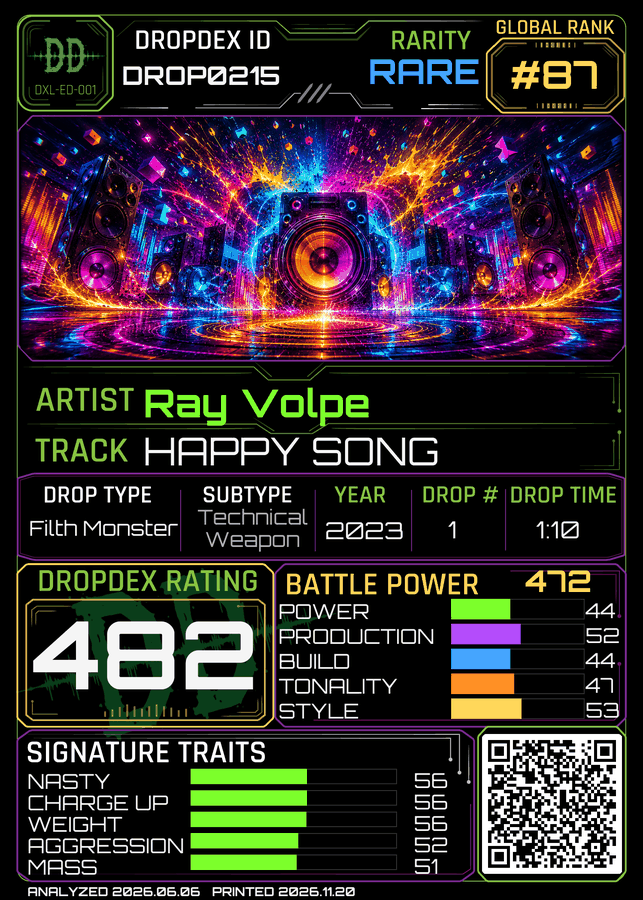 DD
DXL-ED-001
DROPDEX ID
DROP0215
RARITY
RARE
GLOBAL RANK
#87
ARTIST Ray Volpe
TRACK HAPPY SONG
DROP TYPE
Filth Monster
SUBTYPE
Technical
Weapon
YEAR
2023
DROP #
1
DROP TIME
1:10
DROPDEX RATING
482
BATTLE POWER 472
POWER 44
PRODUCTION 52
BUILD 44
TONALITY 47
STYLE 53
SIGNATURE TRAITS
NASTY 56
CHARGE UP 56
WEIGHT 56
AGGRESSION 52
MASS 51
ANALYZED 2026.06.06 PRINTED 2026.11.20